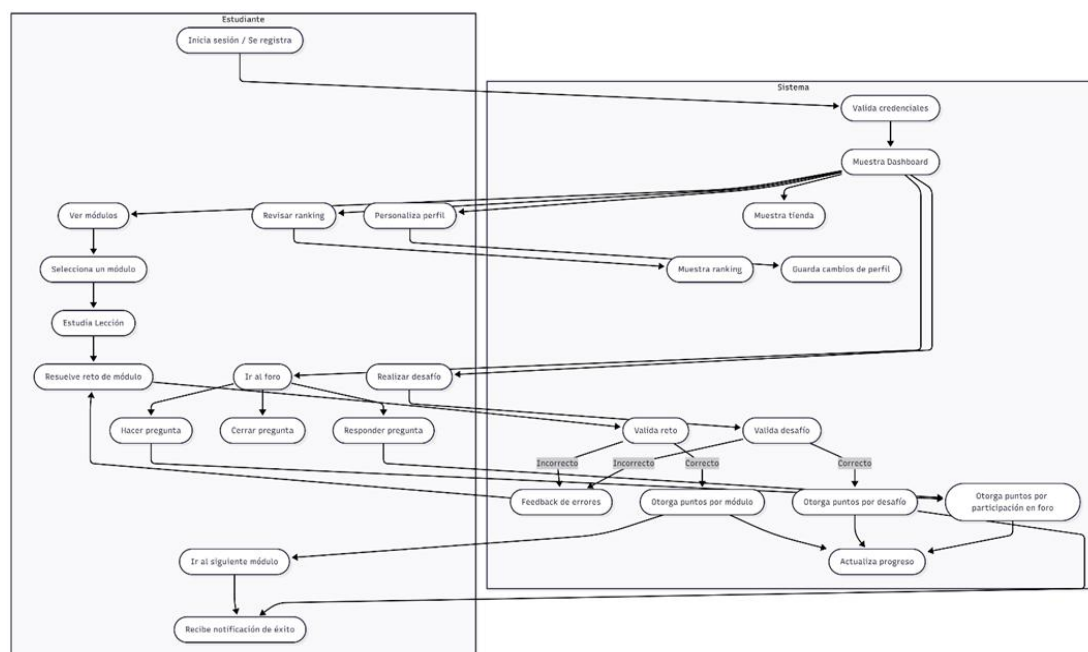 Estudiante
Inicia sesión / Se registra
Sistema
Valida credenciales
Muestra Dashboard
Ver módulos
Revisar ranking
Personaliza perfil
Muestra tienda
Selecciona un módulo
Muestra ranking
Guarda cambios de perfil
Estudia Lección
Resuelve reto de módulo
Ir al foro
Realizar desafío
Hacer pregunta
Cerrar pregunta
Responder pregunta
Valida reto
Valida desafío
Incorrecto
Incorrecto
Correcto
Correcto
Feedback de errores
Otorga puntos por módulo
Otorga puntos por desafío
Otorga puntos por
participación en foro
Ir al siguiente módulo
Actualiza progreso
Recibe notificación de éxito